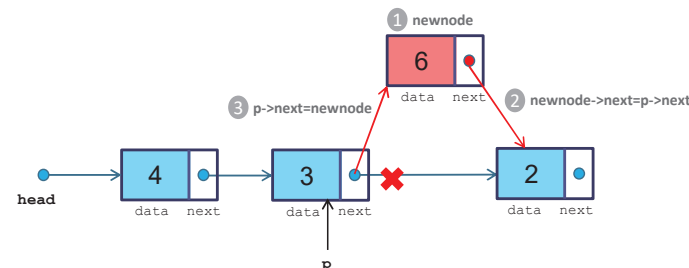 1 newnode
6
data next
3 p->next=newnode
2 newnode->next=p->next
4
3
2
head
data next
data next
data next
p